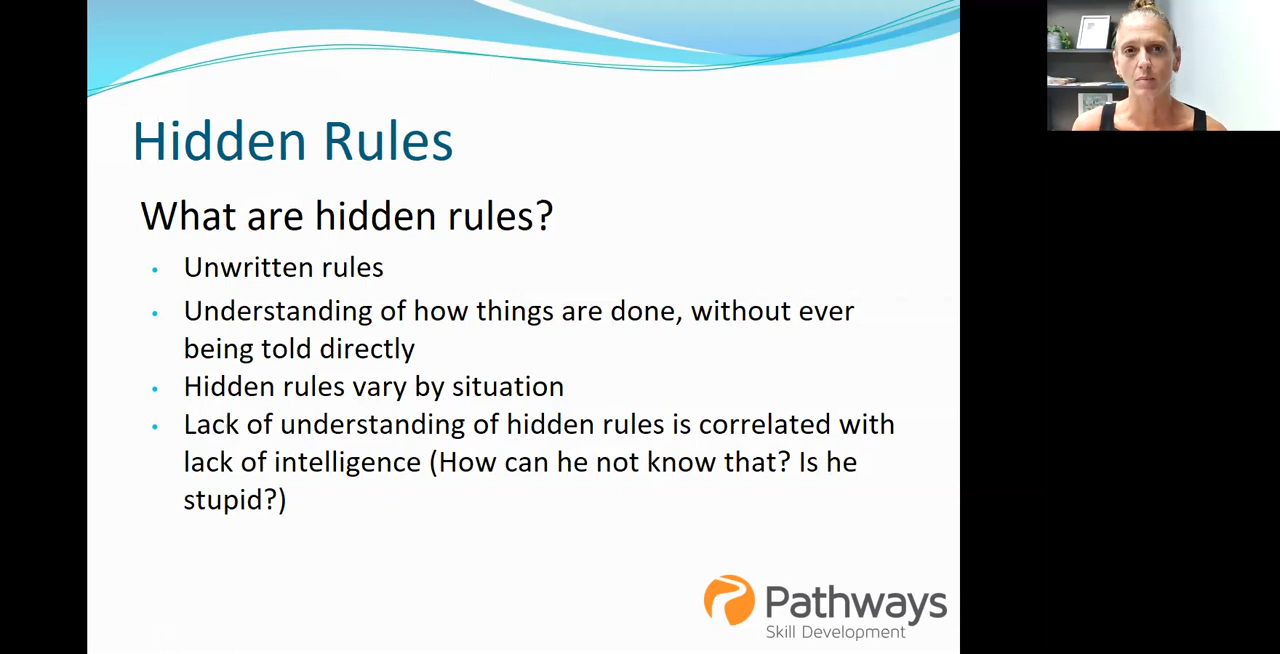 Hidden Rules
What are hidden rules?
• Unwritten rules
• Understanding of how things are done, without ever
being told directly
• Hidden rules vary by situation
• Lack of understanding of hidden rules is correlated with
lack of intelligence (How can he not know that? Is he
stupid?)
Pathways
Skill Development